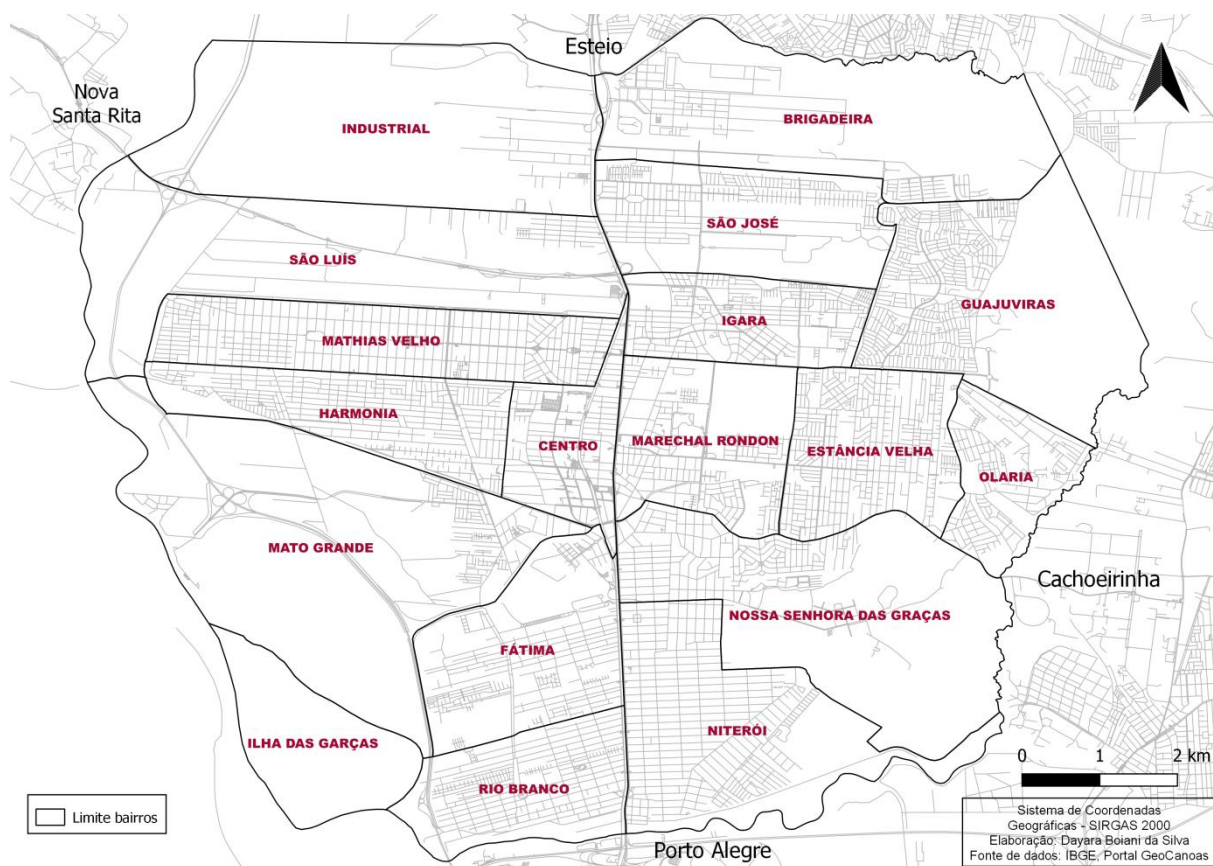 Esteio
Nova
Santa Rita
INDUSTRIAL
BRIGADEIRA
SÃO JOSÉ
SÃO LUÍS
GUAJUVIRAS
IGARA
MATHIAS VELHO
HARMONIA
CENTRO
MARECHAL RONDON
ESTÂNCIA VELHA
OLARIA
MATO GRANDE
Cachoeirinha
NOSSA SENHORA DAS GRAÇAS
FÁTIMA
NITERÓI
ILHA DAS GARÇAS
RIO BRANCO
0 1 2 km
Limite bairros
Porto Alegre
Sistema de Coordenadas
Geográficas - SIRGAS 2000
Elaboração: Dayara Boiani da Silva
Fonte de dados: IBGE, Portal GeoCanoas